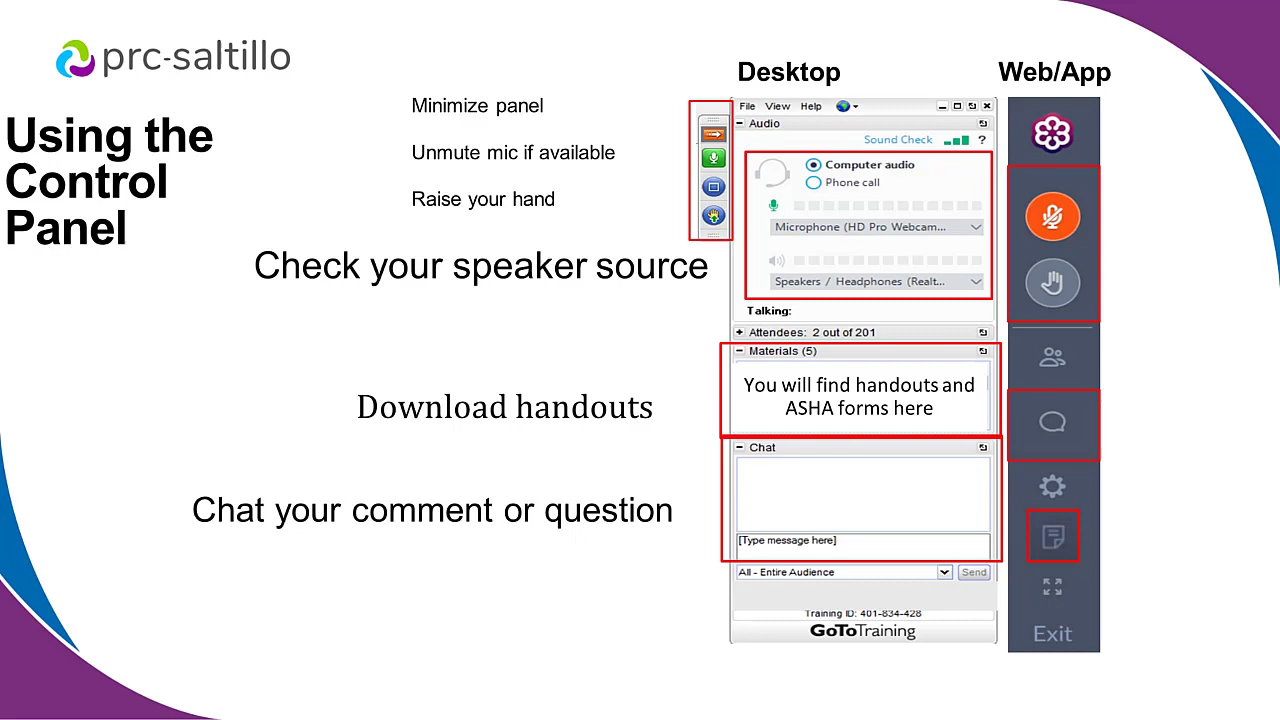 prc-saltillo
Using the
Control
Panel
Minimize panel
Unmute mic if available
Raise your hand
Check your speaker source
Download handouts
Chat your comment or question
Desktop
File View Help
Audio
Sound Check ?
Computer audio
Phone call
Microphone (HD Pro Webcam...
Speakers / Headphones (Realt...
Talking:
Attendees: 2 out of 201
Materials (5)
You will find handouts and
ASHA forms here
Chat
[Type message here]
All - Entire Audience
Send
Training ID: 401-834-428
GoToTraining
Web/App
Exit